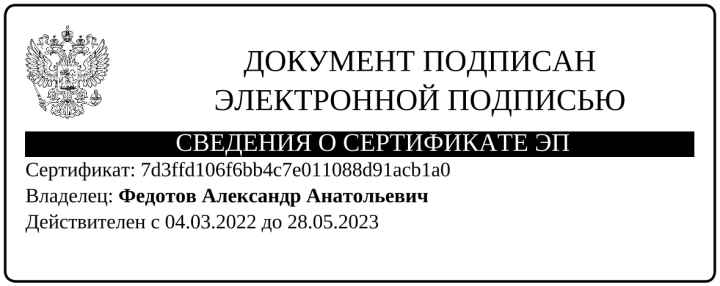 ДОКУМЕНТ ПОДПИСАН
ЭЛЕКТРОННОЙ ПОДПИСЬЮ
СВЕДЕНИЯ О СЕРТИФИКАТЕ ЭП
Сертификат: 7d3ffd106f6bb4c7e011088d91acb1a0
Владелец: Федотов Александр Анатольевич
Действителен с 04.03.2022 до 28.05.2023